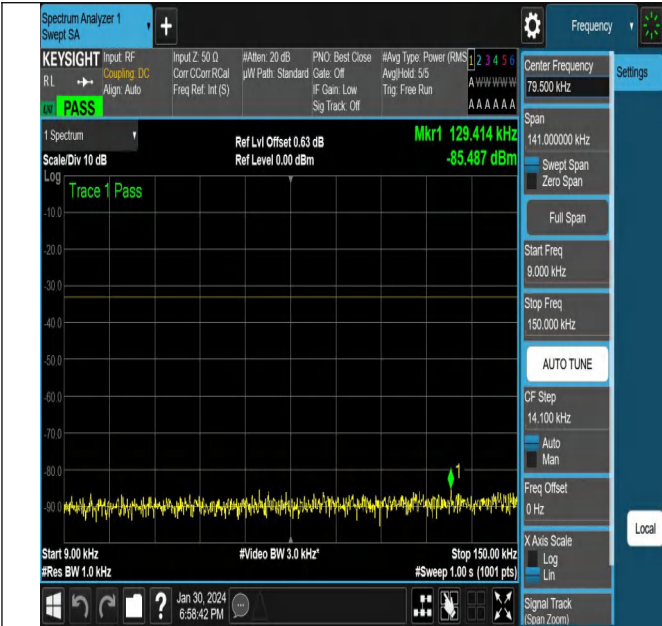 Spectrum Analyzer 1
Swept SA
+
Frequency
KEYSIGHT
RL
LXI
PASS
Input: RF
Coupling: DC
Align: Auto
Input Z: 50 Ω
Corr CCorr RCal
Freq Ref: Int (S)
#Atten: 20 dB
µW Path: Standard
PNO: Best Close
Gate: Off
IF Gain: Low
Sig Track: Off
#Avg Type: Power (RMS
Avg|Hold: 5/5
Trig: Free Run
1 2 3 4 5 6
A W W W W W
A A A A A A
1 Spectrum
Scale/Div 10 dB
Log
Ref Lvl Offset 0.63 dB
Ref Level 0.00 dBm
Mkr1 129.414 kHz
-85.487 dBm
Trace 1 Pass
-10.0
-20.0
-30.0
-40.0
-50.0
-60.0
-70.0
-80.0
-90.0
1
Start 9.00 kHz
#Res BW 1.0 kHz
#Video BW 3.0 kHz*
Stop 150.00 kHz
#Sweep 1.00 s (1001 pts)
?
Jan 30, 2024
6:58:42 PM
Center Frequency
79.500 kHz
Span
141.000000 kHz
Swept Span
Zero Span
Full Span
Start Freq
9.000 kHz
Stop Freq
150.000 kHz
AUTO TUNE
CF Step
14.100 kHz
Auto
Man
Freq Offset
0 Hz
X Axis Scale
Log
Lin
Signal Track
(Span Zoom)
Settings
Local